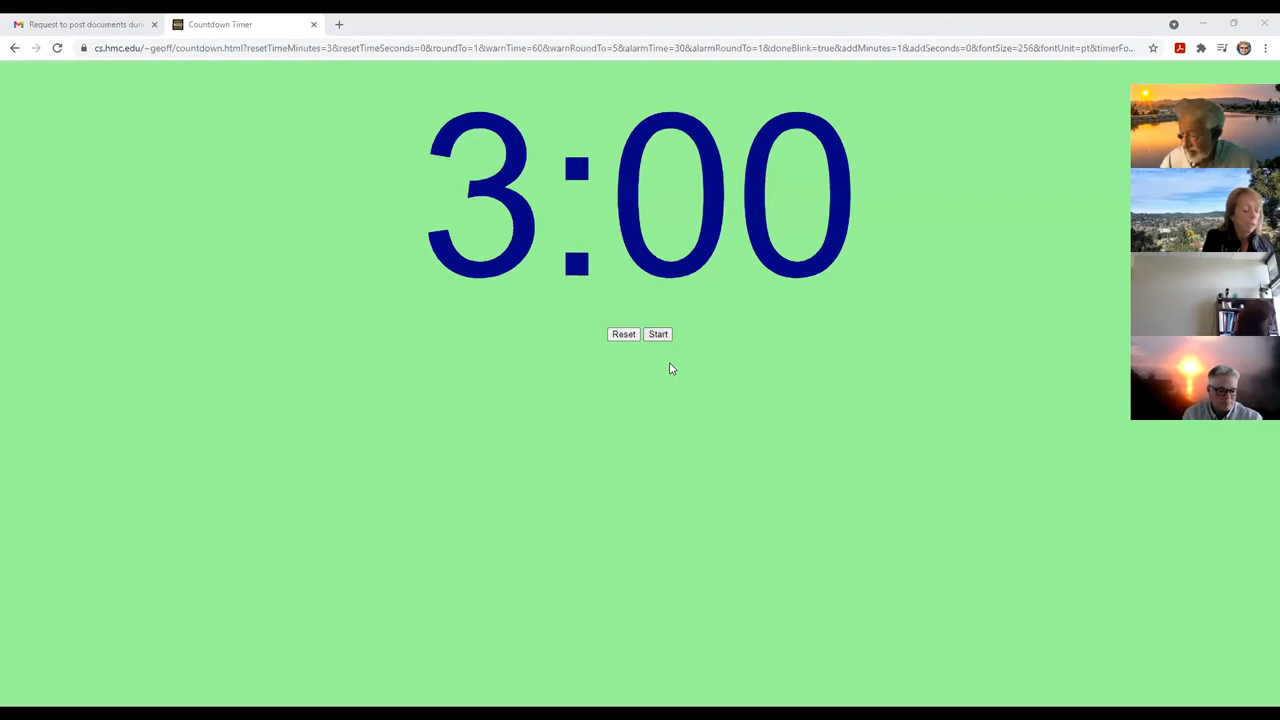 Request to post documents duri
Countdown Timer
cs.hmc.edu/~geoff/countdown.html?resetTimeMinutes=3&resetTimeSeconds=0&roundTo=1&warnTime=60&warnRoundTo=5&alarmTime=30&alarmRoundTo=1&doneBlink=true&addMinutes=1&addSeconds=0&fontSize=256&fontUnit=pt&timerFo...
3:00
Reset Start